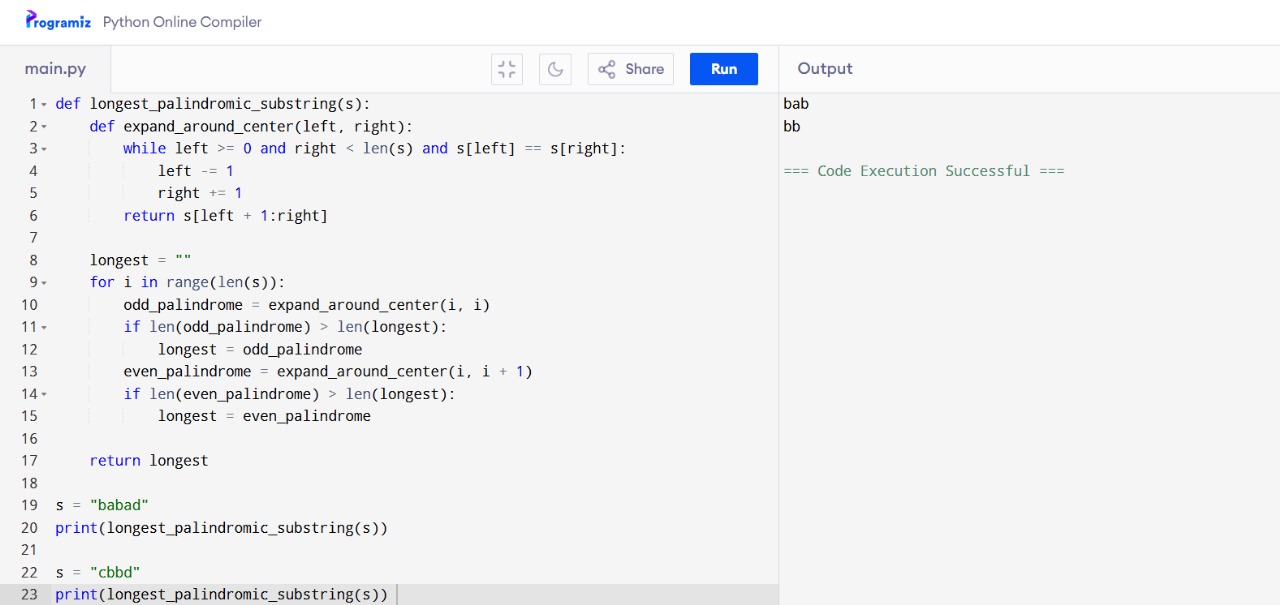 Programiz Python Online Compiler
main.py Share Run Output
1 def longest_palindromic_substring(s):
2     def expand_around_center(left, right):
3         while left >= 0 and right < len(s) and s[left] == s[right]:
4             left -= 1
5             right += 1
6         return s[left + 1:right]
7
8     longest = ""
9     for i in range(len(s)):
10         odd_palindrome = expand_around_center(i, i)
11         if len(odd_palindrome) > len(longest):
12             longest = odd_palindrome
13         even_palindrome = expand_around_center(i, i + 1)
14         if len(even_palindrome) > len(longest):
15             longest = even_palindrome
16
17     return longest
18
19 s = "babad"
20 print(longest_palindromic_substring(s))
21
22 s = "cbbd"
23 print(longest_palindromic_substring(s))
bab
bb
=== Code Execution Successful ===